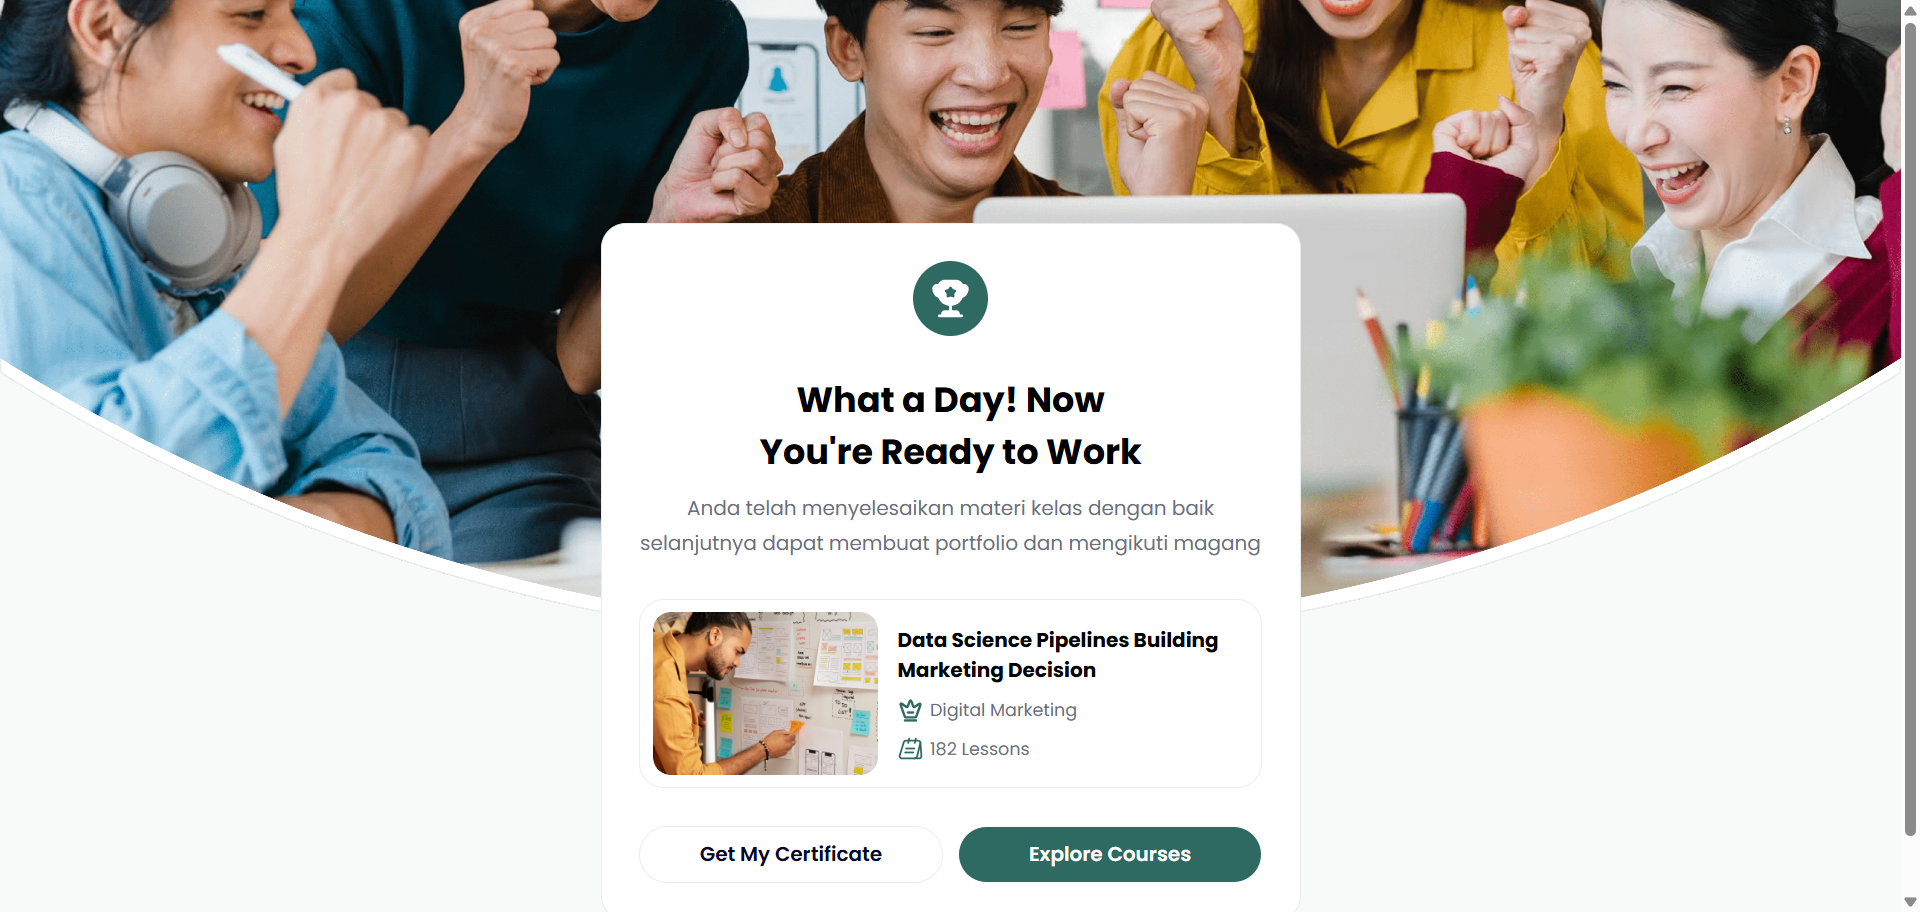 What a Day! Now
You're Ready to Work
Anda telah menyelesaikan materi kelas dengan baik
selanjutnya dapat membuat portfolio dan mengikuti magang
Data Science Pipelines Building
Marketing Decision
Digital Marketing
182 Lessons
Get My Certificate
Explore Courses